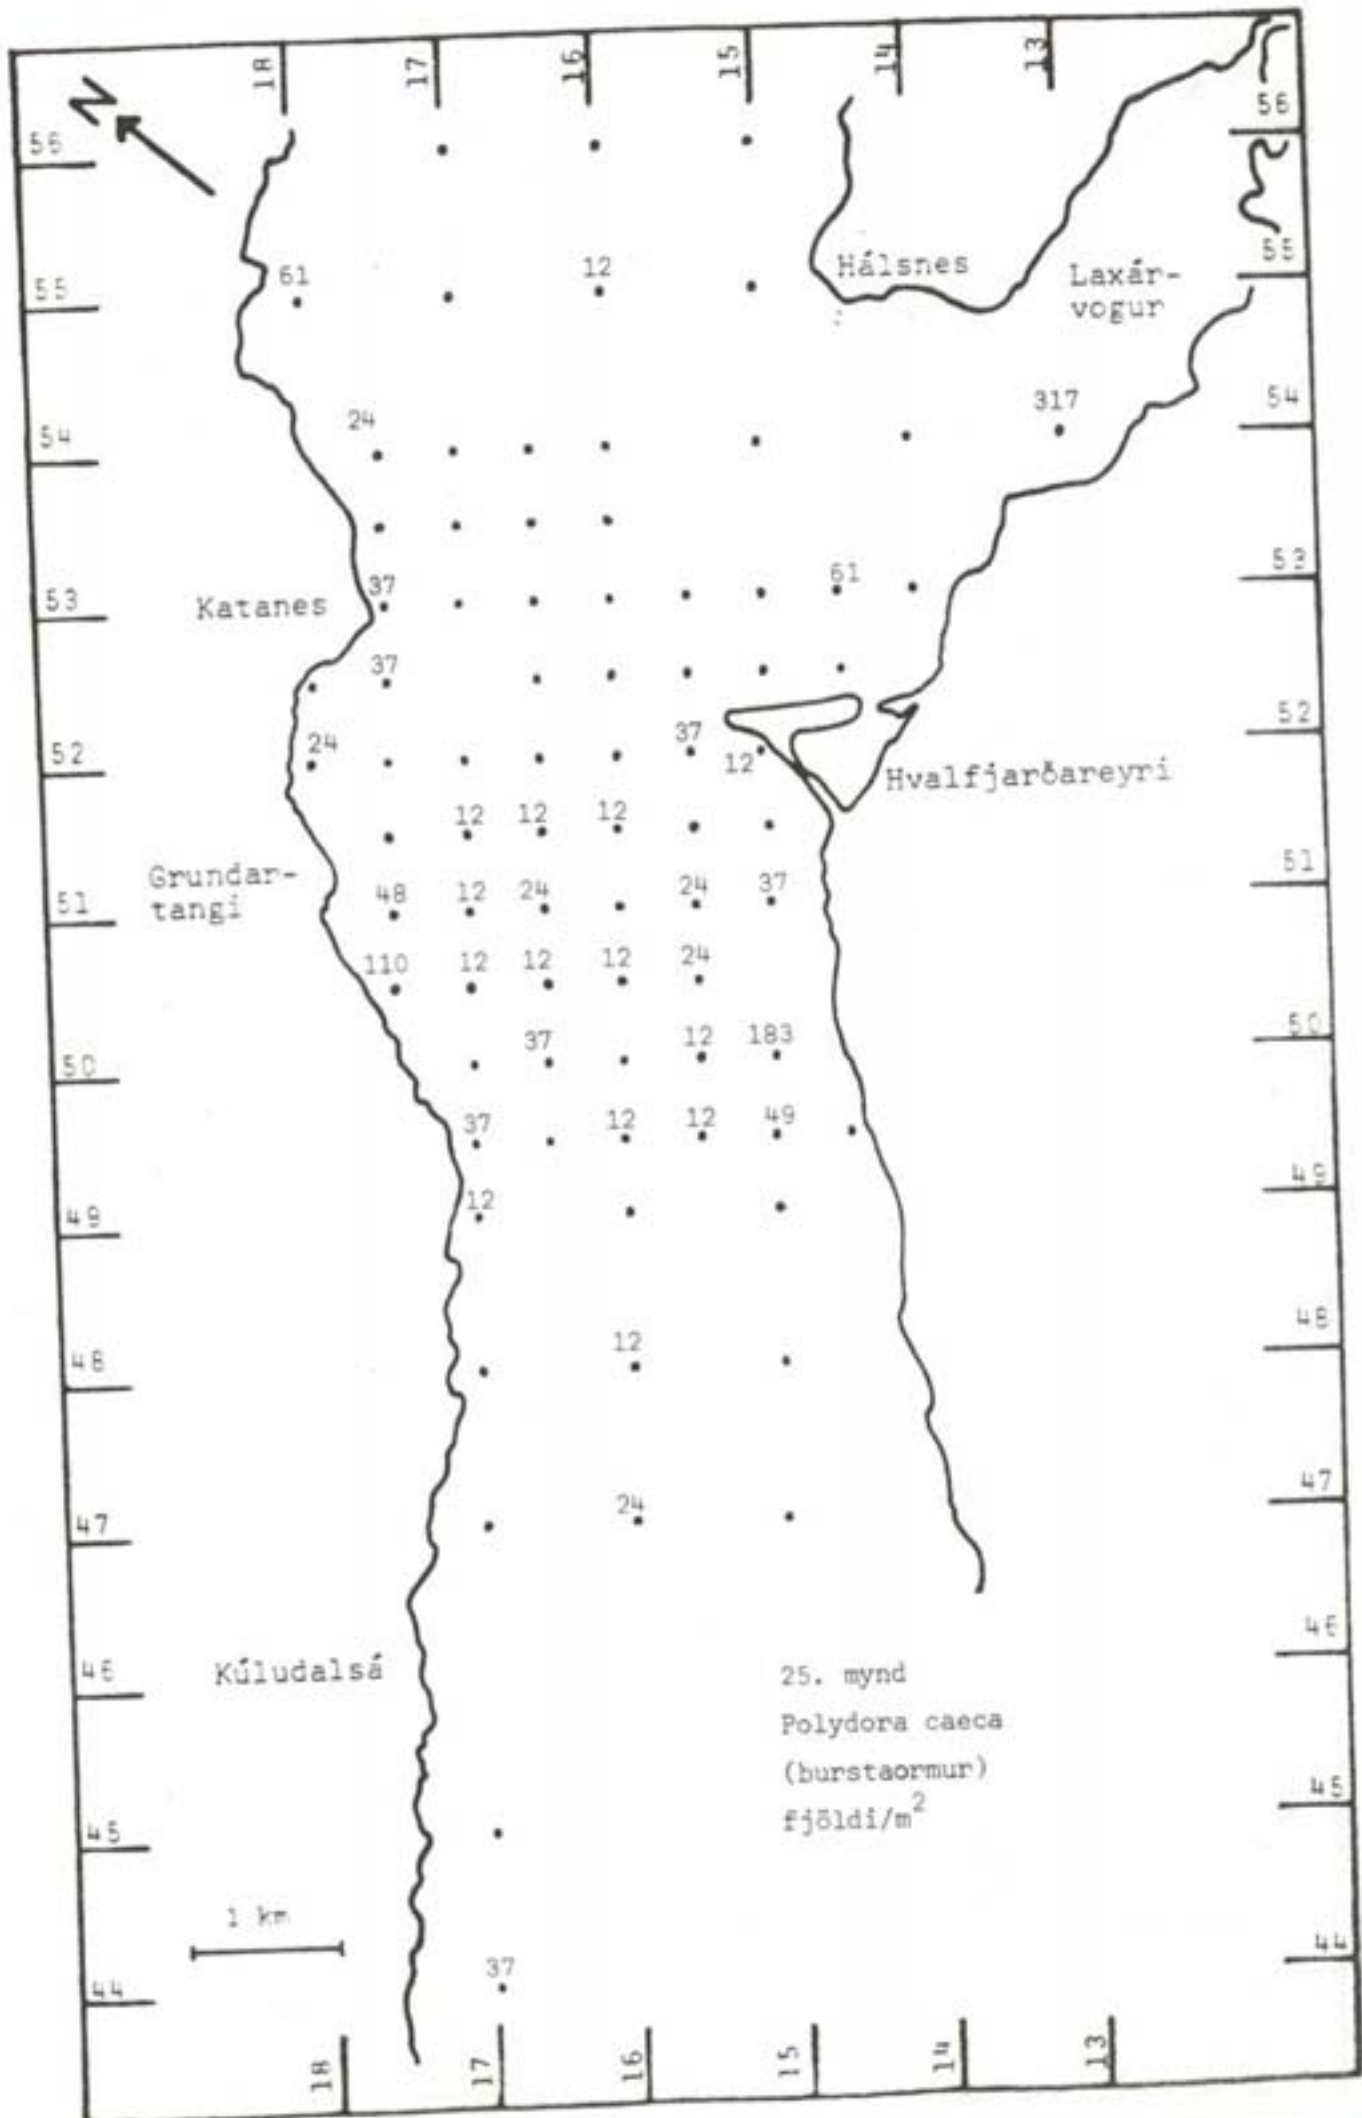 N
18 17 16 15 14 13
56 56
55 55
61 12
Hálsnes
Laxár-
vogur
54 54
24 317
53 53
Katanes
37 61
37
52 52
24 37 12
Hvalfjarðareyri
12 12 12
Grundar-
tangi
51 51
48 12 24 24 37
110 12 12 12 24
50 50
37 12 183
37 12 12 49
49 49
12
48 48
12
47 47
24
46 46
Kúludalsá
25. mynd
Polydora caeca
(burstaormur)
fjöldi/m²
45 45
1 km
44 44
37
18 17 16 15 14 13